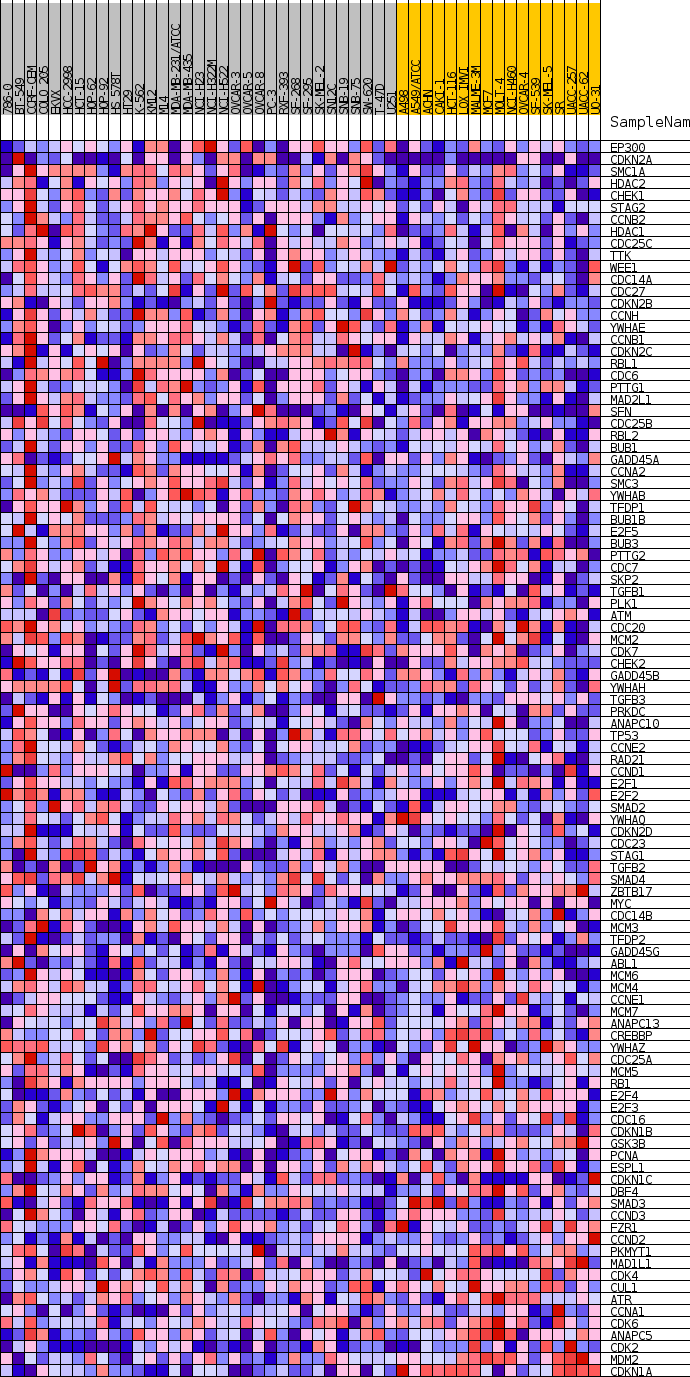 786-0
BT-549
CCRF-CEM
COLO 205
EKVX
HCC-2998
HCT-15
HOP-62
HOP-92
HS 578T
HT29
K-562
KM12
M14
MDA-MB-231/ATCC
MDA-MB-435
NCI-H23
NCI-H322M
NCI-H522
OVCAR-3
OVCAR-5
OVCAR-8
PC-3
RXF-393
SF-268
SF-295
SK-MEL-2
SN12C
SNB-19
SNB-75
SW-620
T-47D
U251
A498
A549/ATCC
ACHN
CAKI-1
HCT-116
LOX IMVI
MALME-3M
MCF7
MOLT-4
NCI-H460
OVCAR-4
SF-539
SK-MEL-5
SR
UACC-257
UACC-62
UO-31
SampleNam
EP300
CDKN2A
SMC1A
HDAC2
CHEK1
STAG2
CCNB2
HDAC1
CDC25C
TTK
WEE1
CDC14A
CDC27
CDKN2B
CCNH
YWHAE
CCNB1
CDKN2C
RBL1
CDC6
PTTG1
MAD2L1
SFN
CDC25B
RBL2
BUB1
GADD45A
CCNA2
SMC3
YWHAB
TFDP1
BUB1B
E2F5
BUB3
PTTG2
CDC7
SKP2
TGFB1
PLK1
ATM
CDC20
MCM2
CDK7
CHEK2
GADD45B
YWHAH
TGFB3
PRKDC
ANAPC10
TP53
CCNE2
RAD21
CCND1
E2F1
E2F2
SMAD2
YWHAQ
CDKN2D
CDC23
STAG1
TGFB2
SMAD4
ZBTB17
MYC
CDC14B
MCM3
TFDP2
GADD45G
ABL1
MCM6
MCM4
CCNE1
MCM7
ANAPC13
CREBBP
YWHAZ
CDC25A
MCM5
RB1
E2F4
E2F3
CDC16
CDKN1B
GSK3B
PCNA
ESPL1
CDKN1C
DBF4
SMAD3
CCND3
FZR1
CCND2
PKMYT1
MAD1L1
CDK4
CUL1
ATR
CCNA1
CDK6
ANAPC5
CDK2
MDM2
CDKN1A